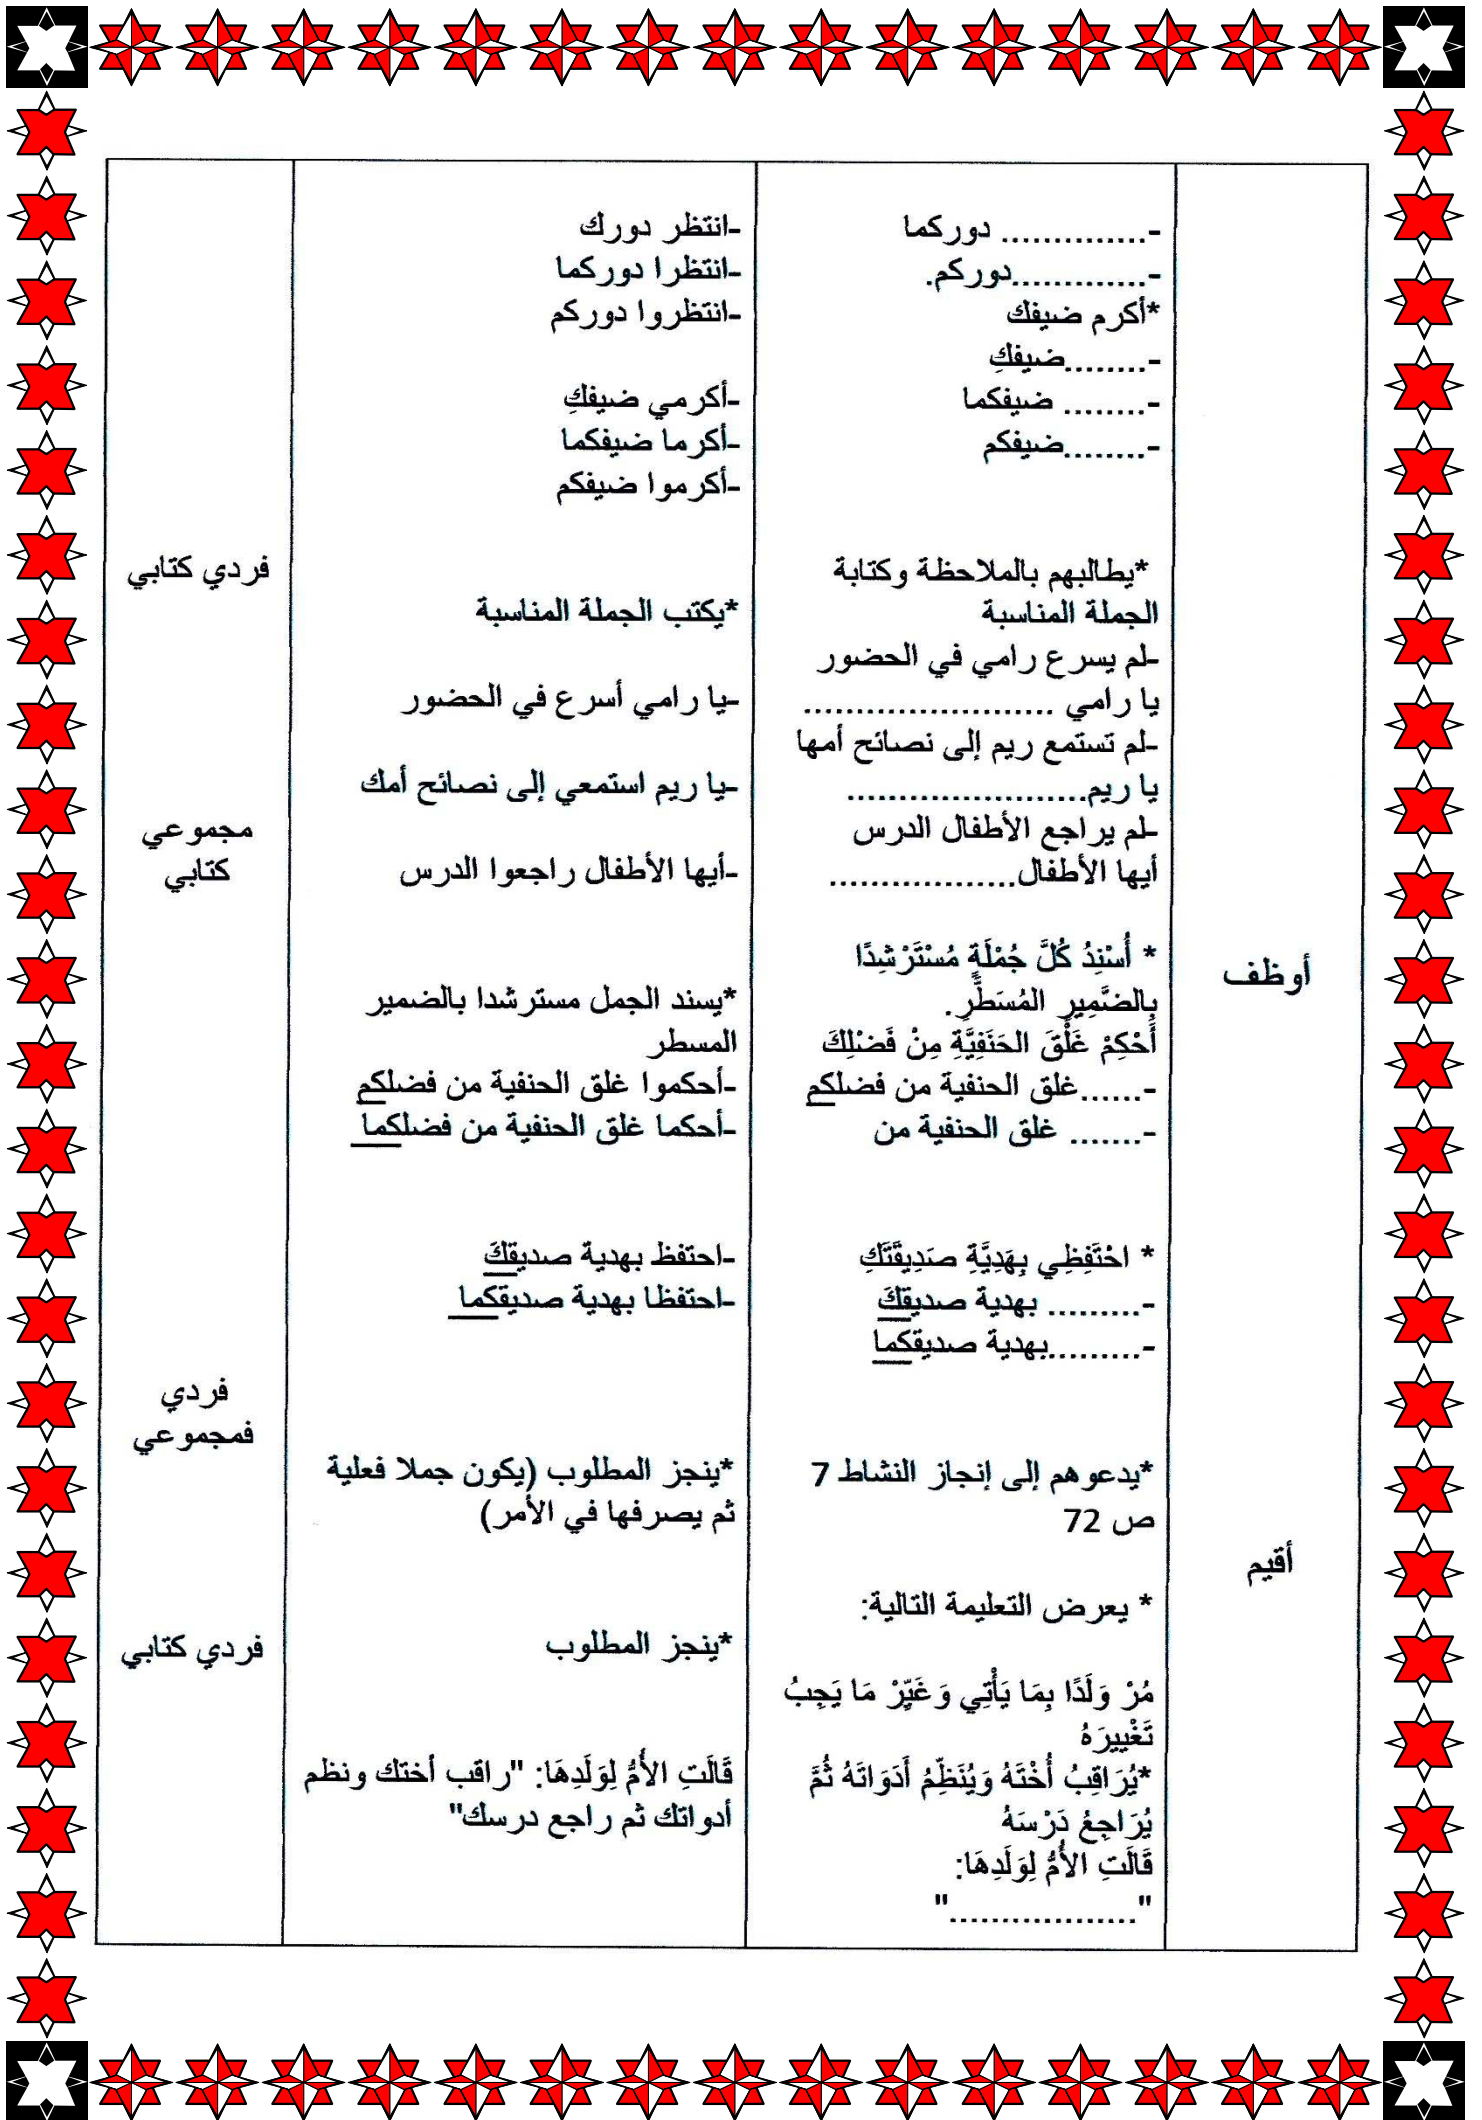 -.............. دوركما
-.............دوركم.
*أكرم ضيفك
-........ضيفكِ
-........ ضيفكما
-........ضيفكم
*يطالبهم بالملاحظة وكتابة
الجملة المناسبة
-لم يسرع رامي في الحضور
يا رامي ........................
-لم تستمع ريم إلى نصائح أمها
يا ريم.......................
-لم يراجع الأطفال الدرس
أيها الأطفال..................
أوظف
* أُسْنِدُ كُلَّ جُمْلَةٍ مُسْتَرْشِدًا
بِالضَّمِيرِ المُسَطَّرِ.
أَحْكِمْ غَلْقَ الحَنَفِيَّةِ مِنْ فَضْلِكَ
-......غلق الحنفية من فضلكم
-....... غلق الحنفية من
* احْتَفِظِي بِهَدِيَّةِ صَدِيقَتَكِ
-......... بهدية صديقكَ
-.........بهدية صديقكما
*يدعوهم إلى إنجاز النشاط 7
ص 72
أقيم
* يعرض التعليمة التالية:
مُرْ وَلَدًا بِمَا يَأْتِي وَغَيِّرْ مَا يَجِبُ
تَغْيِيرَهُ
*يُرَاقِبُ أُخْتَهُ وَيُنَظِّمُ أَدَوَاتَهُ ثُمَّ
يُرَاجِعُ دَرْسَهُ
قَالَتِ الأُمُّ لِوَلَدِهَا:
"..................."
-انتظر دورك
-انتظرا دوركما
-انتظروا دوركم
-أكرمي ضيفكِ
-أكرما ضيفكما
-أكرموا ضيفكم
*يكتب الجملة المناسبة
-يا رامي أسرع في الحضور
-يا ريم استمعي إلى نصائح أمك
-أيها الأطفال راجعوا الدرس
*يسند الجمل مسترشدا بالضمير
المسطر
-أحكموا غلق الحنفية من فضلكم
-أحكما غلق الحنفية من فضلكما
-احتفظ بهدية صديقكَ
-احتفظا بهدية صديقكما
*ينجز المطلوب (يكون جملا فعلية
ثم يصرفها في الأمر)
*ينجز المطلوب
قَالَتِ الأُمُّ لِوَلَدِهَا: "راقب أختك ونظم
أدواتك ثم راجع درسك"
فردي كتابي
مجموعي
كتابي
فردي
فمجموعي
فردي كتابي